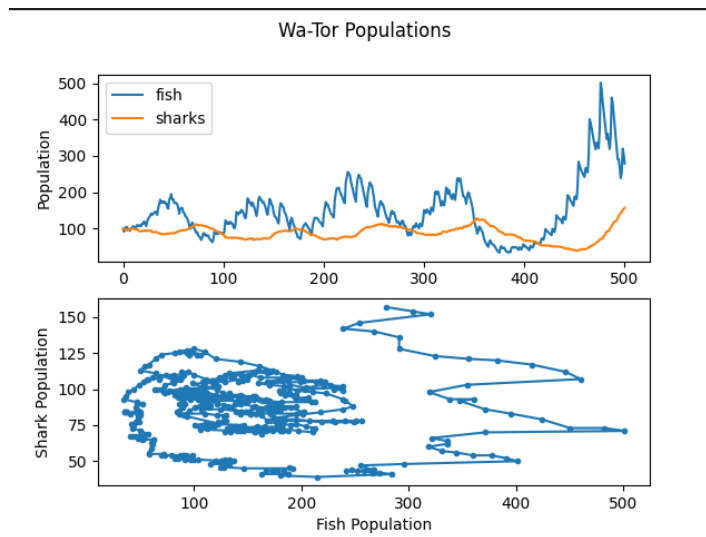 Wa-Tor Populations
500
400
300
200
100
Population
fish
sharks
0 100 200 300 400 500
150
125
100
75
50
Shark Population
100 200 300 400 500
Fish Population